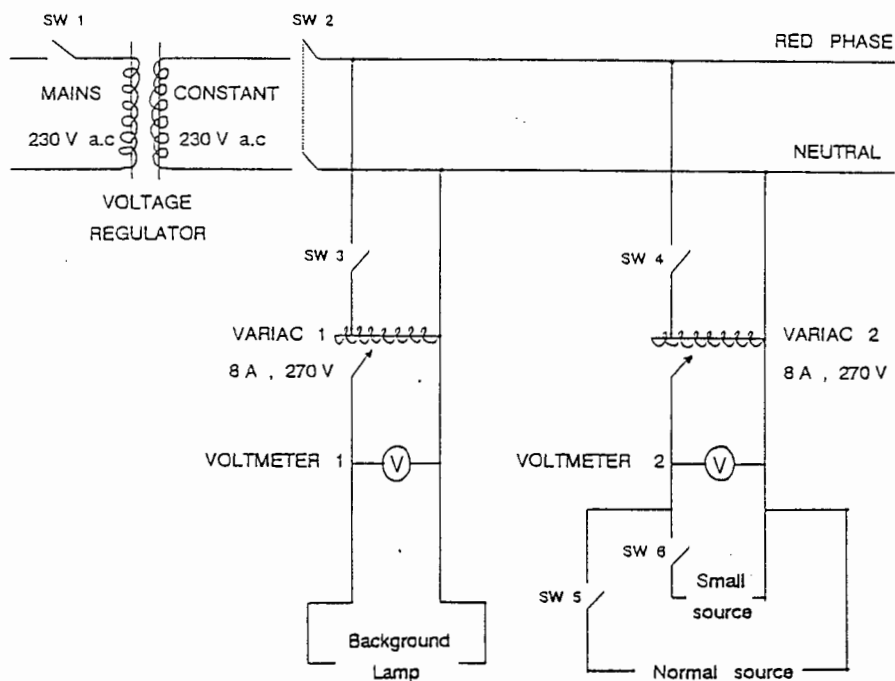 SW 1
SW 2
RED PHASE
MAINS
CONSTANT
230 V a.c
230 V a.c
NEUTRAL
VOLTAGE
REGULATOR
SW 3
SW 4
VARIAC 1
VARIAC 2
8 A , 270 V
8 A , 270 V
VOLTMETER 1
V
VOLTMETER 2
V
SW 6
Small
source
SW 5
Background
Lamp
Normal source